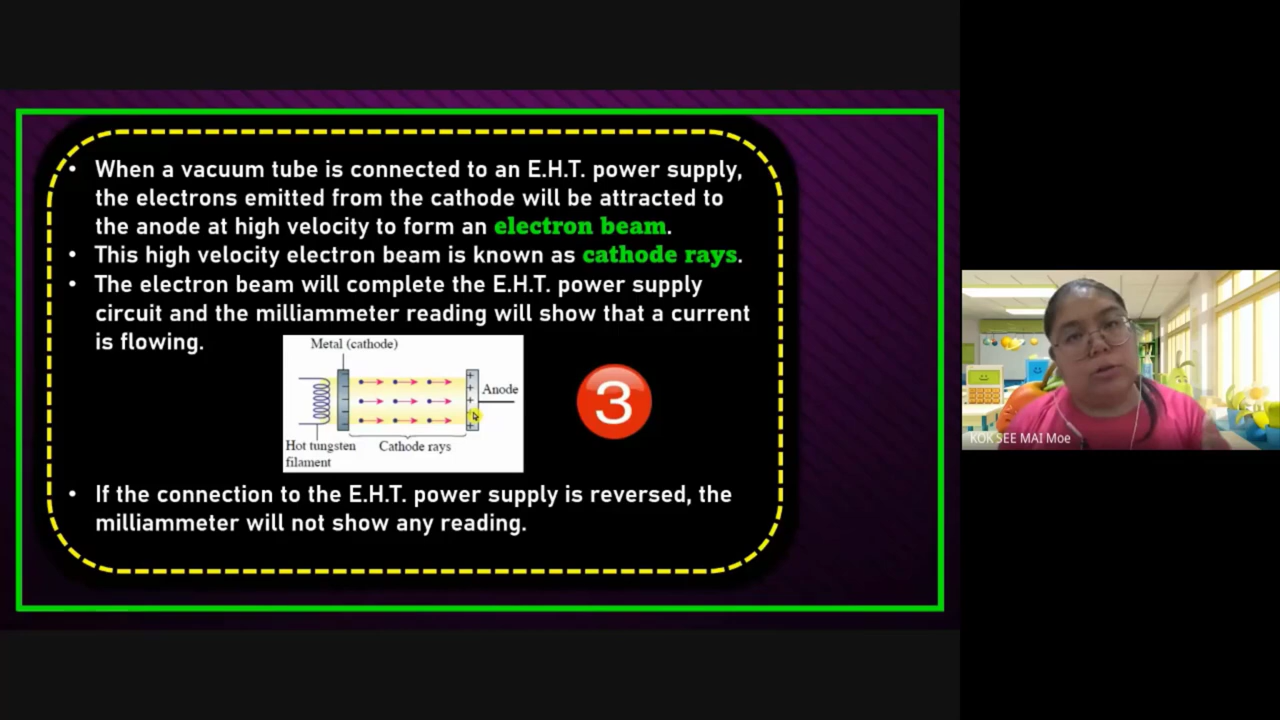 • When a vacuum tube is connected to an E.H.T. power supply,
the electrons emitted from the cathode will be attracted to
the anode at high velocity to form an electron beam.
• This high velocity electron beam is known as cathode rays.
• The electron beam will complete the E.H.T. power supply
circuit and the milliammeter reading will show that a current
is flowing.
Metal (cathode)
Anode
Hot tungsten
filament
Cathode rays
3
• If the connection to the E.H.T. power supply is reversed, the
milliammeter will not show any reading.
KOK SEE MAI Moe